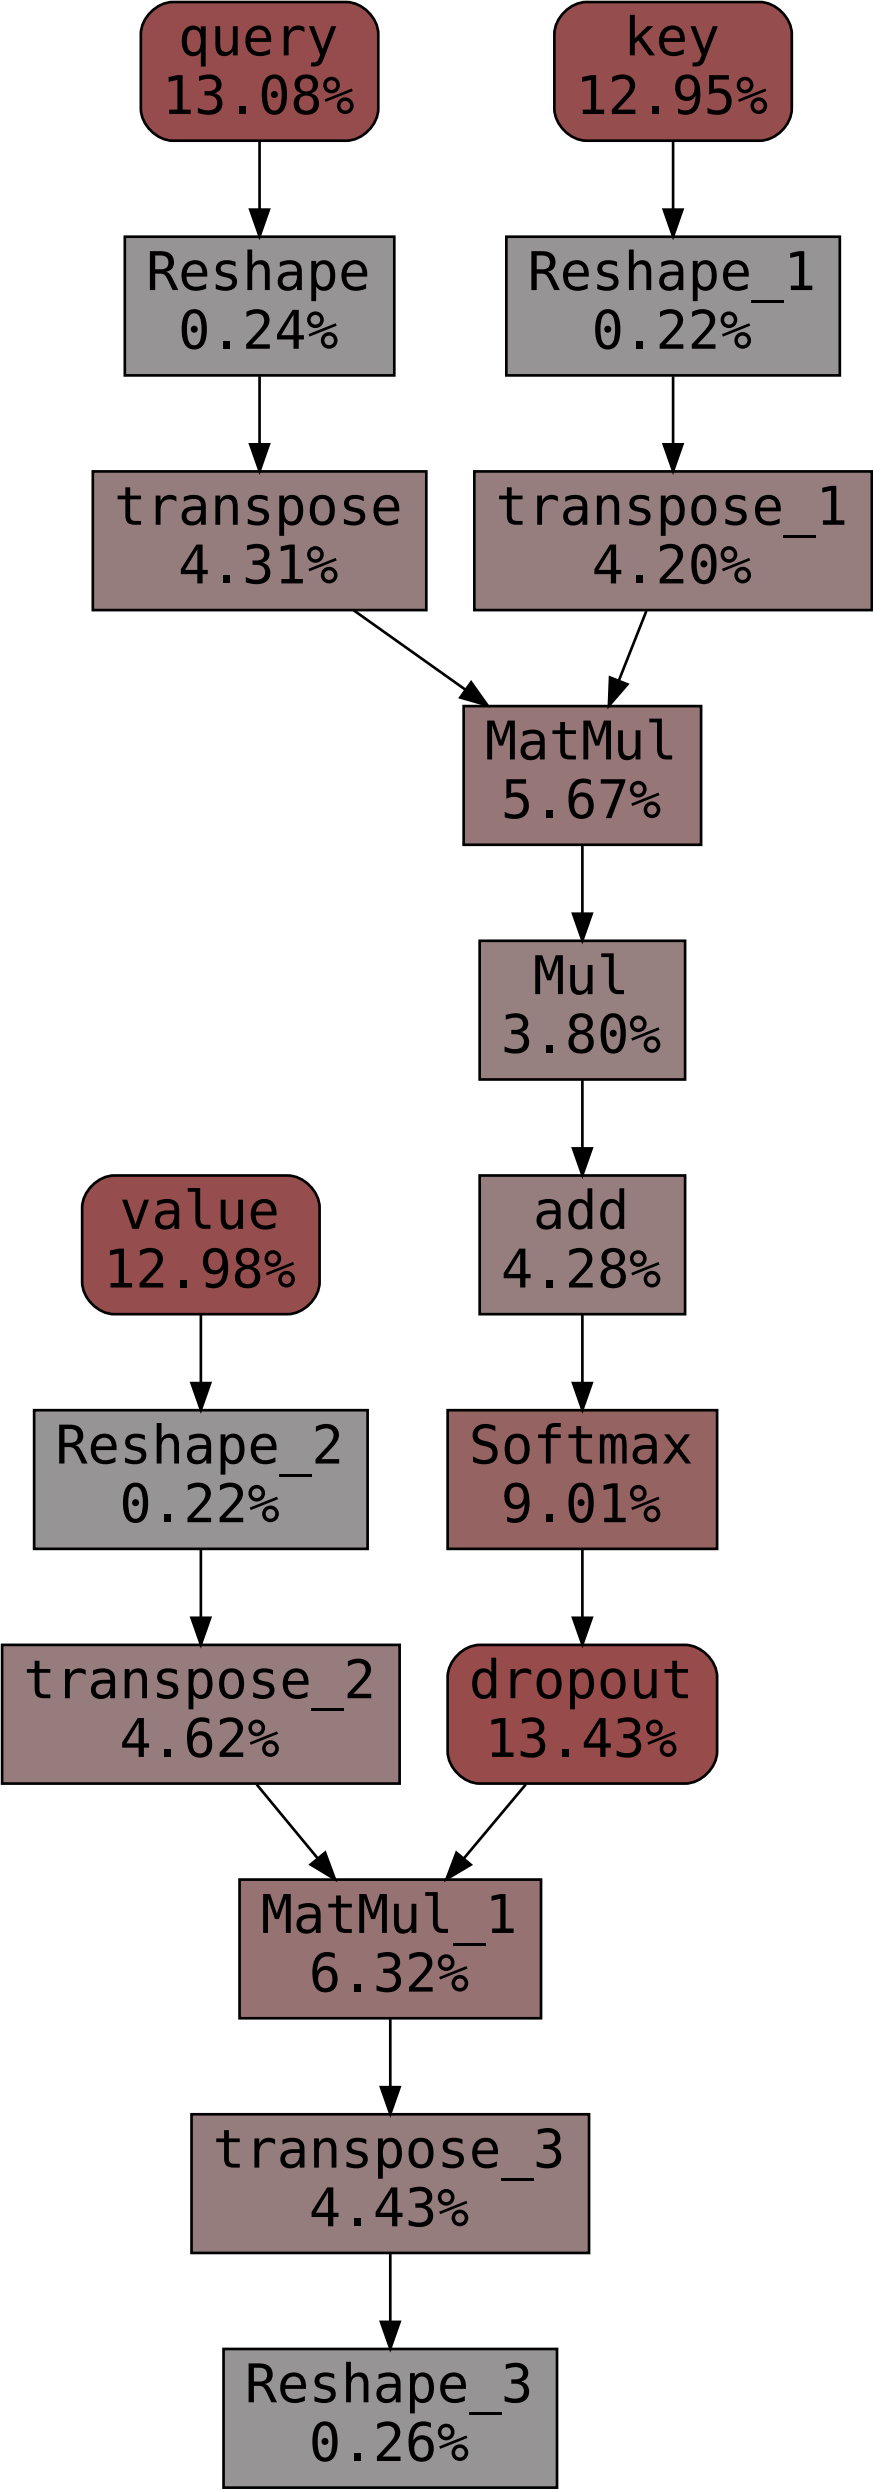 query
13.08%
key
12.95%
Reshape
0.24%
Reshape_1
0.22%
transpose
4.31%
transpose_1
4.20%
MatMul
5.67%
Mul
3.80%
add
4.28%
value
12.98%
Softmax
9.01%
Reshape_2
0.22%
dropout
13.43%
transpose_2
4.62%
MatMul_1
6.32%
transpose_3
4.43%
Reshape_3
0.26%